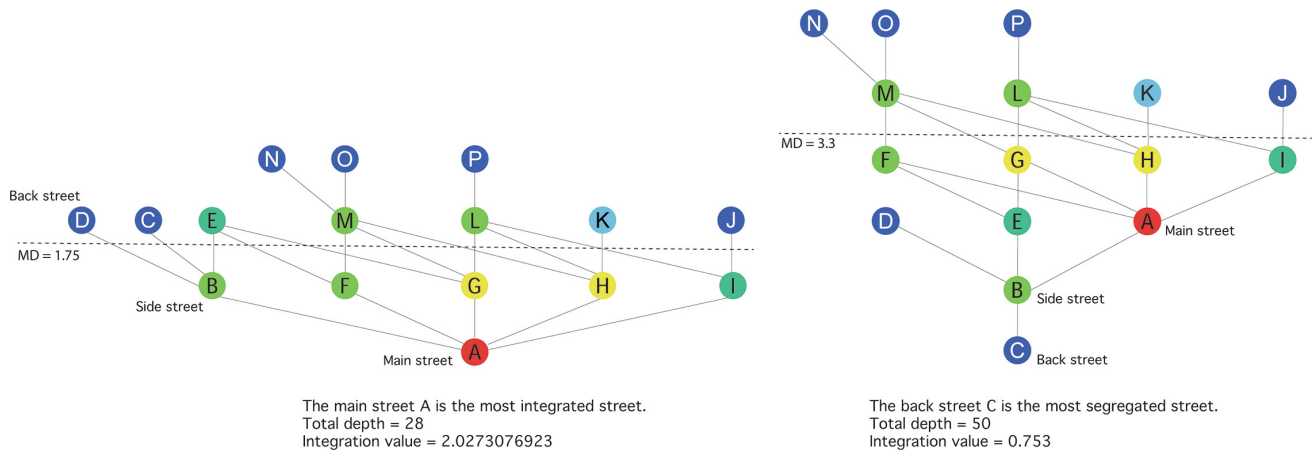 N O P
Back street
D C E M L K J
MD = 1.75
B F G H I
Side street
A
Main street
The main street A is the most integrated street.
Total depth = 28
Integration value = 2.0273076923
N O P
M L K J
MD = 3.3
F G H I
D E A
Main street
B
Side street
C
Back street
The back street C is the most segregated street.
Total depth = 50
Integration value = 0.753